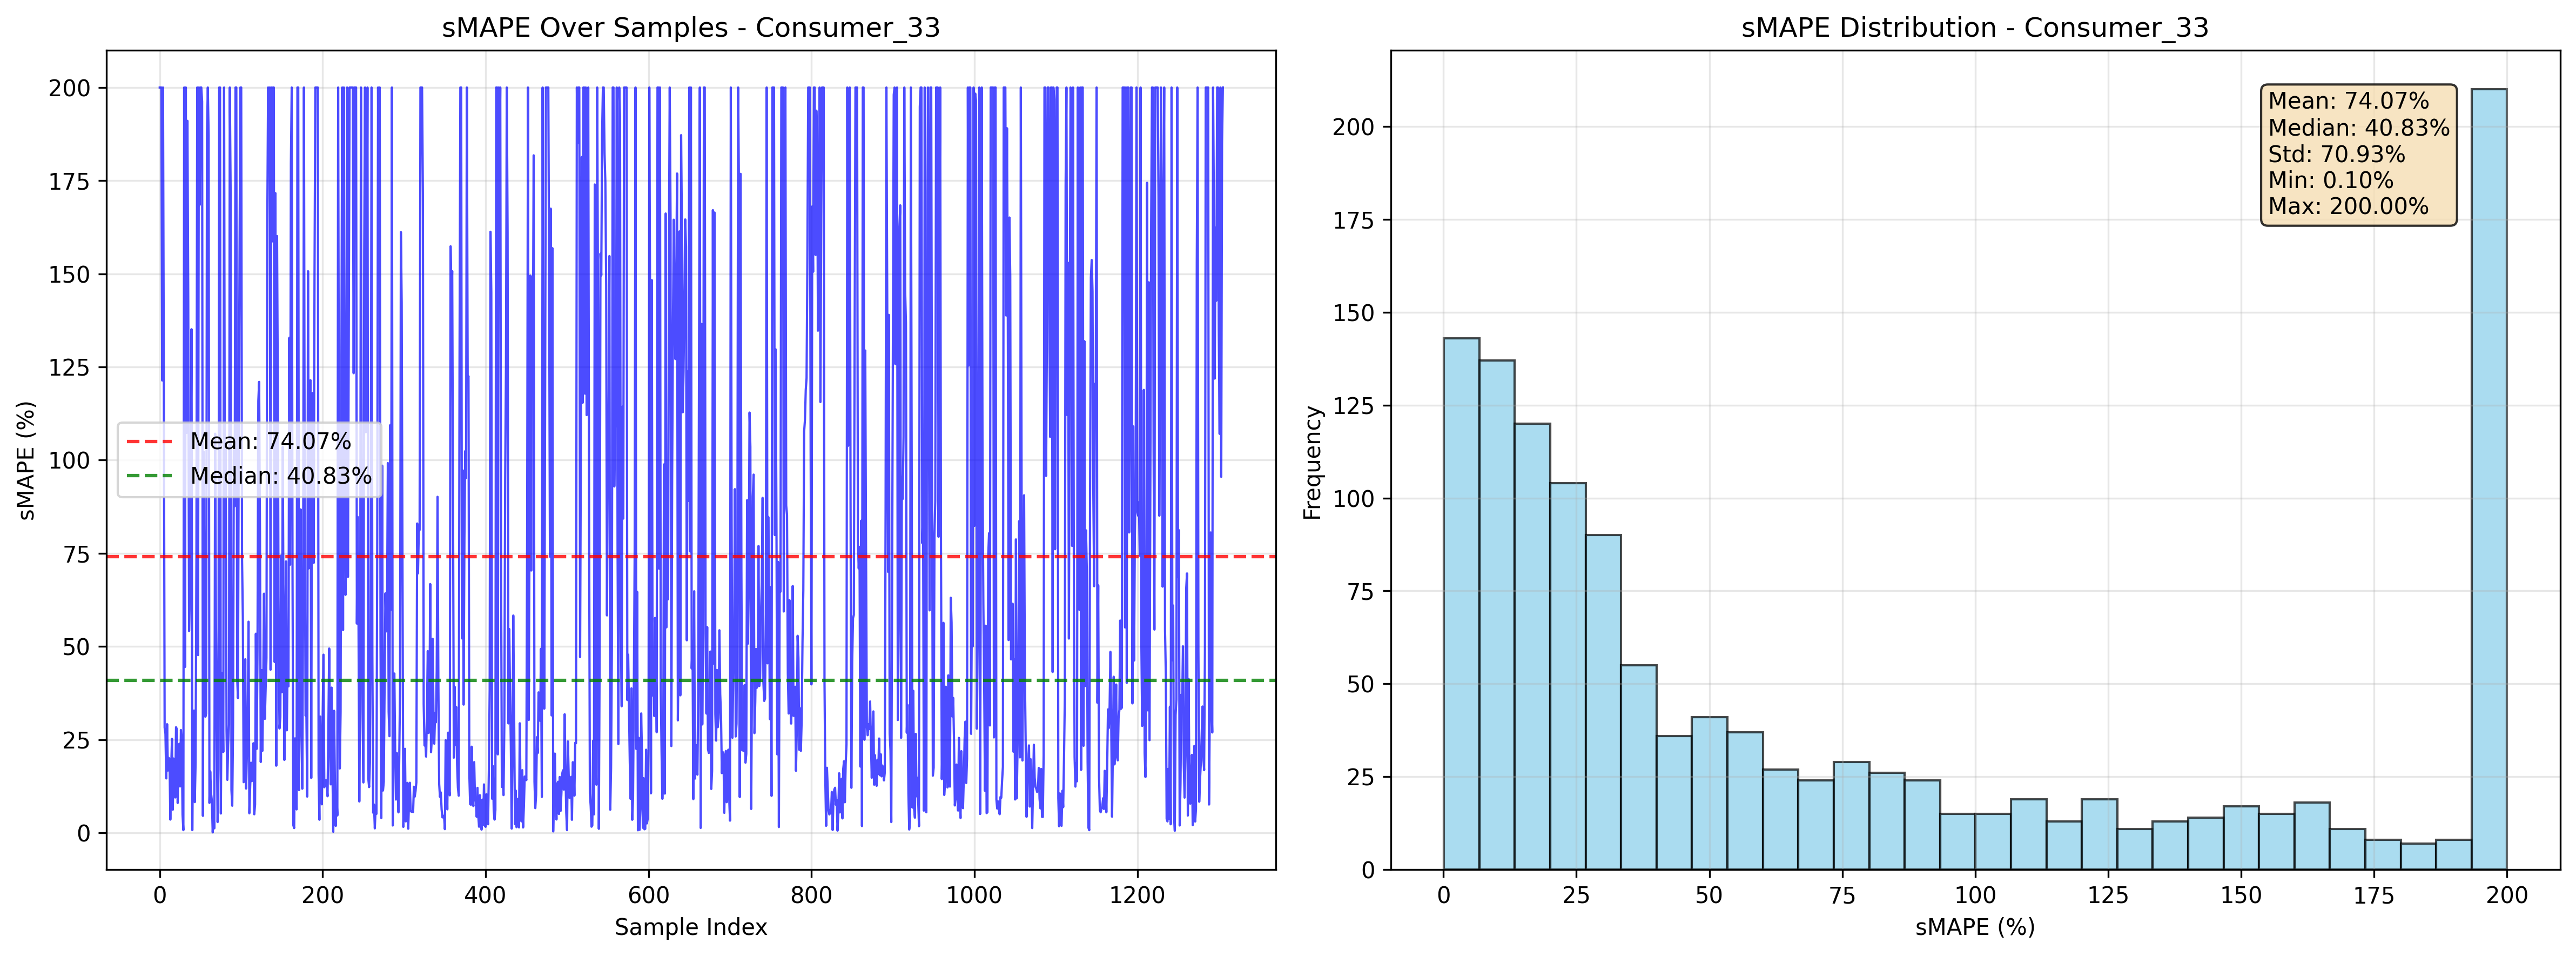 sMAPE Over Samples - Consumer_33
200
175
150
125
100
75
50
25
0
sMAPE (%)
Mean: 74.07%
Median: 40.83%
0 200 400 600 800 1000 1200
Sample Index
sMAPE Distribution - Consumer_33
200
175
150
125
100
75
50
25
0
Frequency
Mean: 74.07%
Median: 40.83%
Std: 70.93%
Min: 0.10%
Max: 200.00%
0 25 50 75 100 125 150 175 200
sMAPE (%)